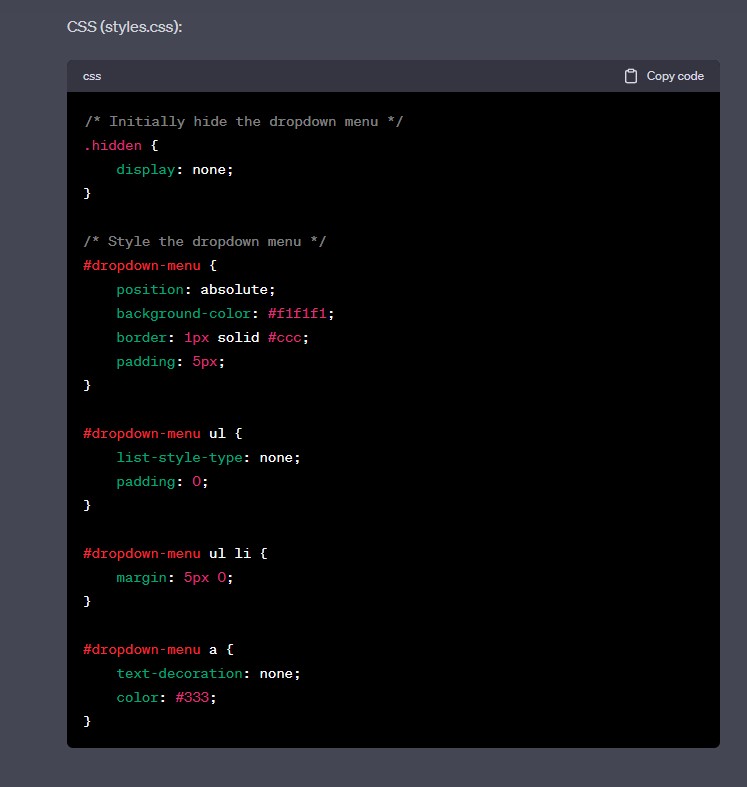 CSS (styles.css):
css
Copy code
/* Initially hide the dropdown menu */
.hidden {
    display: none;
}
/* Style the dropdown menu */
#dropdown-menu {
    position: absolute;
    background-color: #f1f1f1;
    border: 1px solid #ccc;
    padding: 5px;
}
#dropdown-menu ul {
    list-style-type: none;
    padding: 0;
}
#dropdown-menu ul li {
    margin: 5px 0;
}
#dropdown-menu a {
    text-decoration: none;
    color: #333;
}